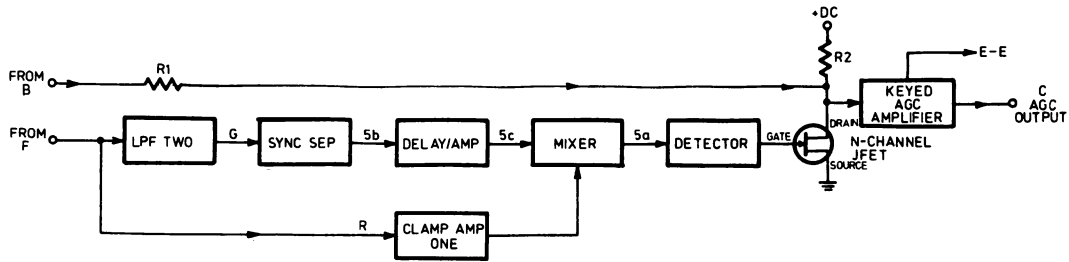 +DC
R2
E-E
FROM
B
R1
KEYED
AGC
AMPLIFIER
C
AGC
OUTPUT
FROM
F
LPF TWO
G
SYNC SEP
5b
DELAY/AMP
5c
MIXER
5a
DETECTOR
GATE
DRAIN
N-CHANNEL
JFET
SOURCE
R
CLAMP AMP
ONE